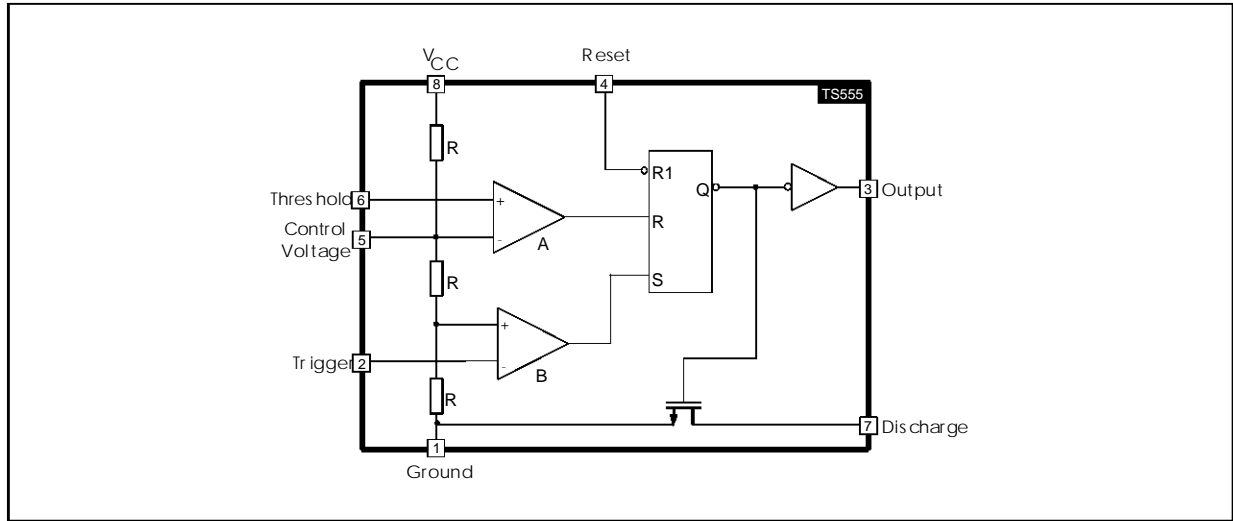 VCC
Reset
8
4
TS555
R
R1
Threshold
6
+
Q
3
Output
Control
Voltage
5
-
A
R
R
S
+
Trigger
2
-
B
R
7
Discharge
1
Ground